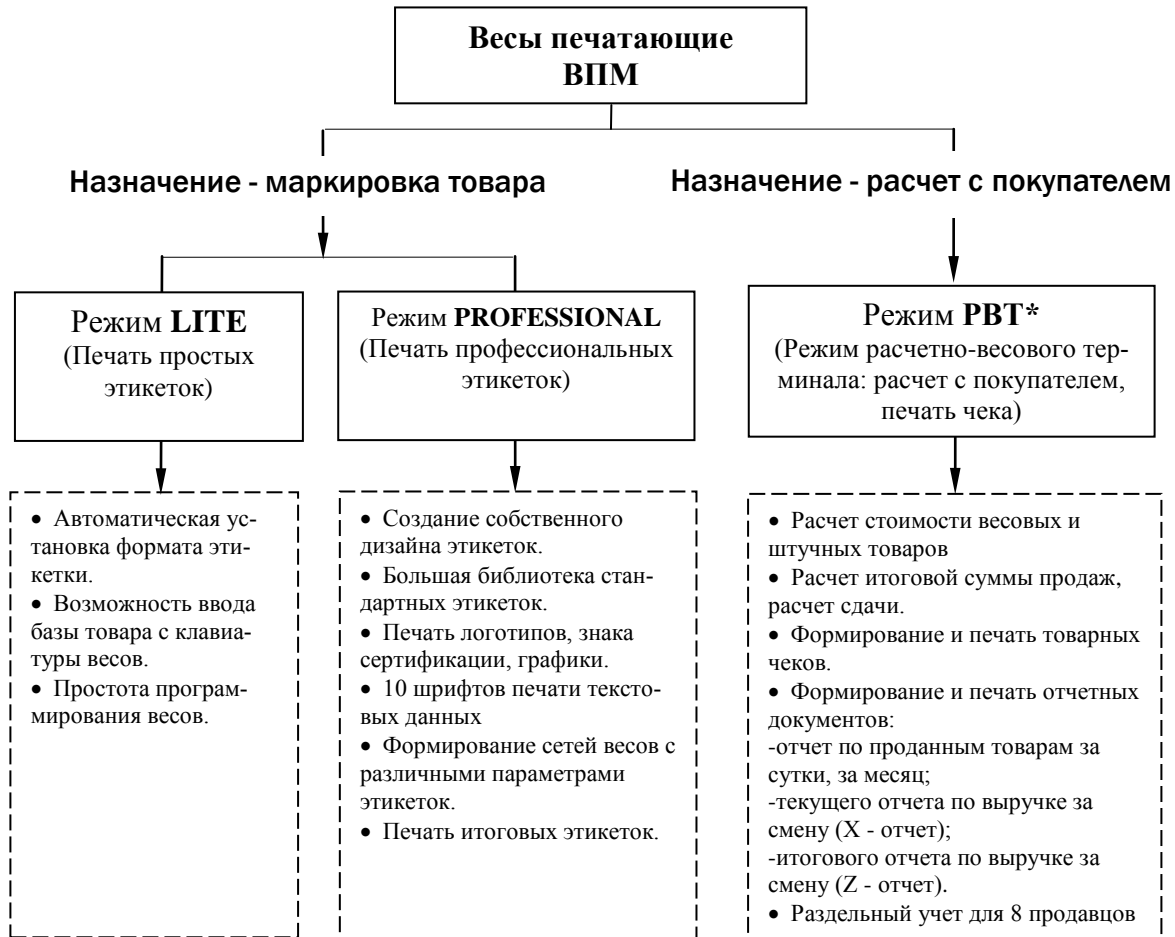 Весы печатающие
ВПМ
Назначение - маркировка товара
Назначение - расчет с покупателем
Режим LITE
(Печать простых
этикеток)
Режим PROFESSIONAL
(Печать профессиональных
этикеток)
Режим РВТ*
(Режим расчетно-весового тер-
минала: расчет с покупателем,
печать чека)
• Автоматическая ус-
тановка формата эти-
кетки.
• Возможность ввода
базы товара с клавиа-
туры весов.
• Простота програм-
мирования весов.
• Создание собственного
дизайна этикеток.
• Большая библиотека стан-
дартных этикеток.
• Печать логотипов, знака
сертификации, графики.
• 10 шрифтов печати тексто-
вых данных
• Формирование сетей весов с
различными параметрами
этикеток.
• Печать итоговых этикеток.
• Расчет стоимости весовых и
штучных товаров
• Расчет итоговой суммы продаж,
расчет сдачи.
• Формирование и печать товарных
чеков.
• Формирование и печать отчетных
документов:
-отчет по проданным товарам за
сутки, за месяц;
-текущего отчета по выручке за
смену (X - отчет);
-итогового отчета по выручке за
смену (Z - отчет).
• Раздельный учет для 8 продавцов